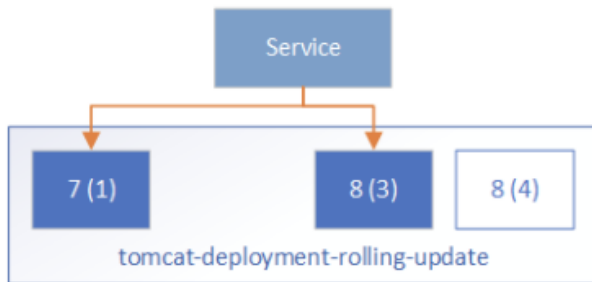 Service
7 (1)
8 (3)
8 (4)
tomcat-deployment-rolling-update